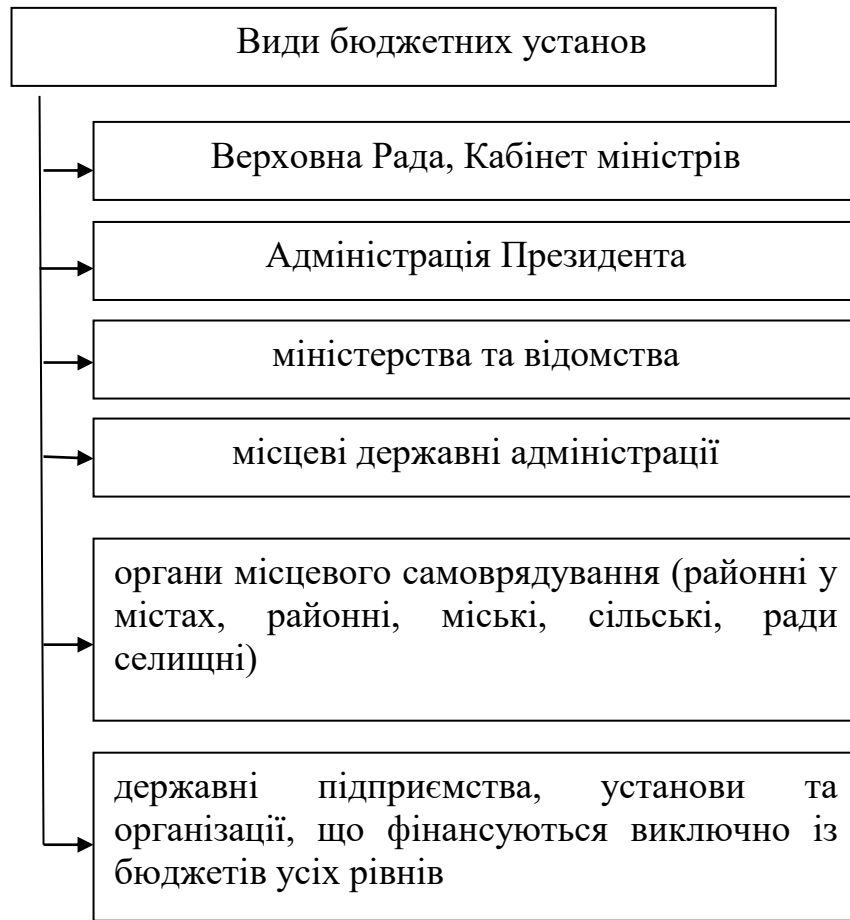 Види бюджетних установ
Верховна Рада, Кабінет міністрів
Адміністрація Президента
міністерства та відомства
місцеві державні адміністрації
органи місцевого самоврядування (районні у
містах, районні, міські, сільські, ради
селищні)
державні підприємства, установи та
організації, що фінансуються виключно із
бюджетів усіх рівнів